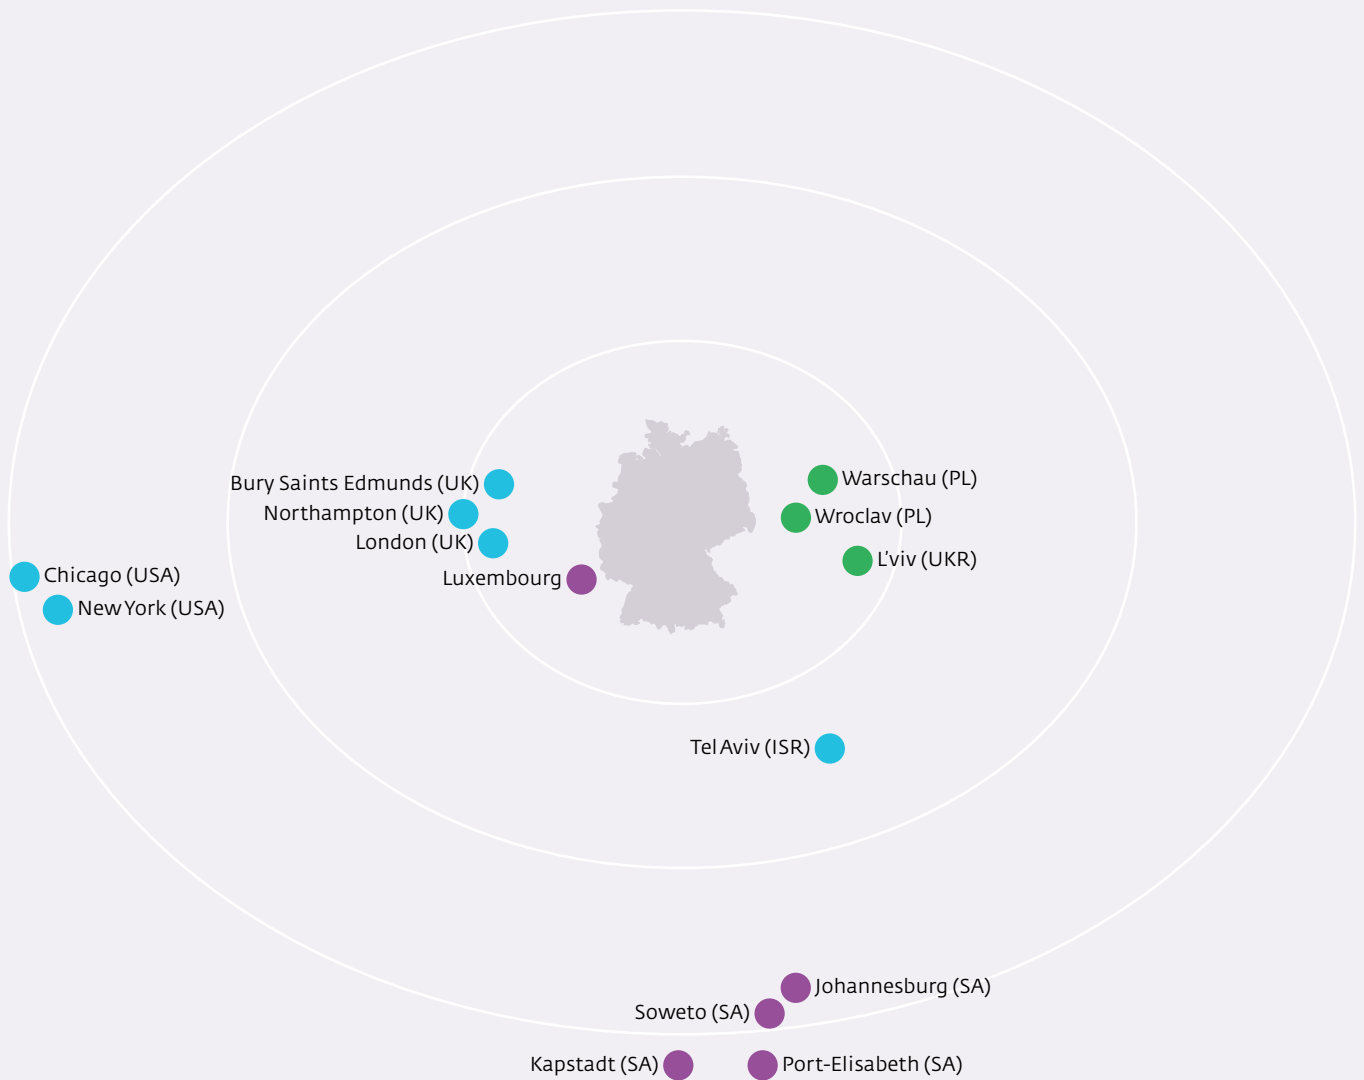 Warschau (PL)
Bury Saints Edmunds (UK)
Northampton (UK)
Wroclav (PL)
London (UK)
L'viv (UKR)
Chicago (USA)
Luxembourg
New York (USA)
Tel Aviv (ISR)
Johannesburg (SA)
Soweto (SA)
Kapstadt (SA)
Port-Elisabeth (SA)